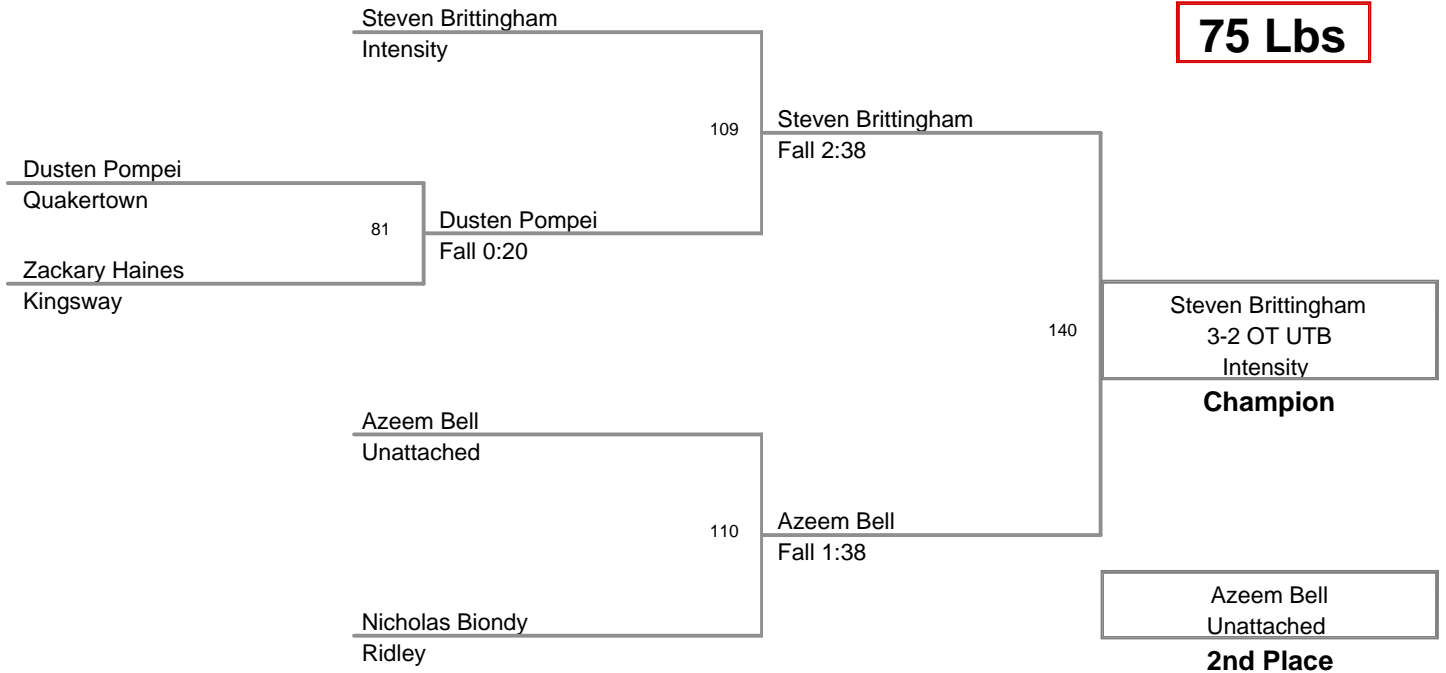 Steven Brittingham
Intensity
75 Lbs
109
Steven Brittingham
Fall 2:38
Dusten Pompei
Quakertown
81
Dusten Pompei
Fall 0:20
Zackary Haines
Kingsway
140
Steven Brittingham
3-2 OT UTB
Intensity
Champion
Azeem Bell
Unattached
110
Azeem Bell
Fall 1:38
Nicholas Biondy
Ridley
Azeem Bell
Unattached
2nd Place